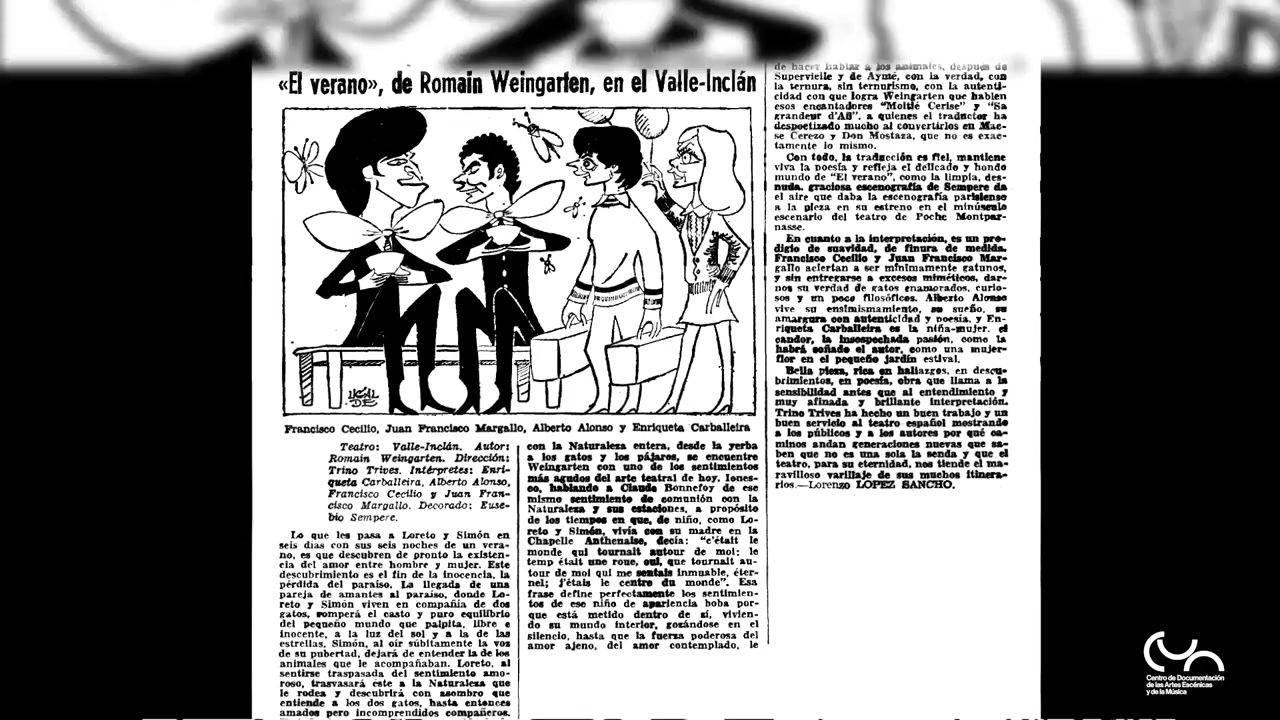 «El verano», de Romain Weingarten, en el Valle-Inclán
UGAL
DE
Francisco Cecilio, Juan Francisco Margallo, Alberto Alonso y Enriqueta Carballeira
Teatro: Valle-Inclán. Autor:
Romain Weingarten. Dirección:
Trino Trives. Intérpretes: Enri-
queta Carballeira, Alberto Alonso,
Francisco Cecilio y Juan Fran-
cisco Margallo. Decorado: Euse-
bio Sempere.
Lo que les pasa a Loreto y Simón en
seis días con sus seis noches de un vera-
no, es que descubren de pronto la existen-
cia del amor entre hombre y mujer. Este
descubrimiento es el fin de la inocencia, la
pérdida del paraíso. La llegada de una
pareja de amantes al paraíso, donde Lo-
reto y Simón viven en compañía de dos
gatos, romperá el casto y puro equilibrio
del pequeño mundo que palpita, libre e
inocente, a la luz del sol y a la de las
estrellas. Simón, al oír súbitamente la voz
de su pubertad, dejará de entender la de los
animales que le acompañaban. Loreto, al
sentirse traspasada del sentimiento amo-
roso, trasvasará éste a la Naturaleza que
le rodea y descubrirá con asombro que
entiende a los dos gatos, hasta entonces
amados pero incomprendidos compañeros.
con la Naturaleza entera, desde la yerba
a los gatos y los pájaros, se encuentre
Weingarten con uno de los sentimientos
más agudos del arte teatral de hoy. Iones-
co, hablando a Claude Bonnefoy de ese
mismo sentimiento de comunión con la
Naturaleza y sus estaciones, a propósito
de los tiempos en que, de niño, como Lo-
reto y Simón, vivía con su madre en la
Chapelle Anthenaise, decía: "c'était le
monde qui tournait autour de moi; le
temp était une roue, oui, que tournait au-
tour de moi qui me sentais inmuable, éter-
nel; j'étais le centre du monde". Esa
frase define perfectamente los sentimien-
tos de ese niño de apariencia boba por-
que está metido dentro de sí, vivien-
do su mundo interior, gozándose en el
silencio, hasta que la fuerza poderosa del
amor ajeno, del amor contemplado, le
de hacer hablar a los animales, después de
Supervielle y de Aymé, con la verdad, con
la ternura, sin ternurismo, con la autenti-
cidad con que logra Weingarten que hablen
esos encantadores "Moitié Cerise" y "Sa
grandeur d'Ail", a quienes el traductor ha
despoetizado mucho al convertirlos en Mae-
se Cerezo y Don Mostaza, que no es exac-
tamente lo mismo.
Con todo, la traducción es fiel, mantiene
viva la poesía y refleja el delicado y hondo
mundo de "El verano", como la limpia, des-
nuda, graciosa escenografía de Sempere da
el aire que daba la escenografía parisiense
a la pieza en su estreno en el minúsculo
escenario del teatro de Poche Montpar-
nasse.
En cuanto a la interpretación, es un pro-
digio de suavidad, de finura de medida.
Francisco Cecilio y Juan Francisco Mar-
gallo aciertan a ser mínimamente gatunos,
y sin entregarse a excesos miméticos, dar-
nos su verdad de gatos enamorados, curio-
sos y un poco filosóficos. Alberto Alonso
vive su ensimismamiento, su sueño, su
amargura con autenticidad y poesía, y En-
riqueta Carballeira es la niña-mujer, el
candor, la insospechada pasión, como la
habrá soñado el autor, como una mujer-
flor en el pequeño jardín estival.
Bella pieza, rica en hallazgos, en descu-
brimientos, en poesía, obra que llama a la
sensibilidad antes que al entendimiento y
muy afinada y brillante interpretación.
Trino Trives ha hecho un buen trabajo y un
buen servicio al teatro español mostrando
a los públicos y a los autores por qué ca-
minos andan generaciones nuevas que sa-
ben que no es una sola la senda y que el
teatro, para su eternidad, nos tiende el ma-
ravilloso varillaje de sus muchos itinera-
rios.—Lorenzo LOPEZ SANCHO.
Centro de Documentación
de las Artes Escénicas
y de la Música